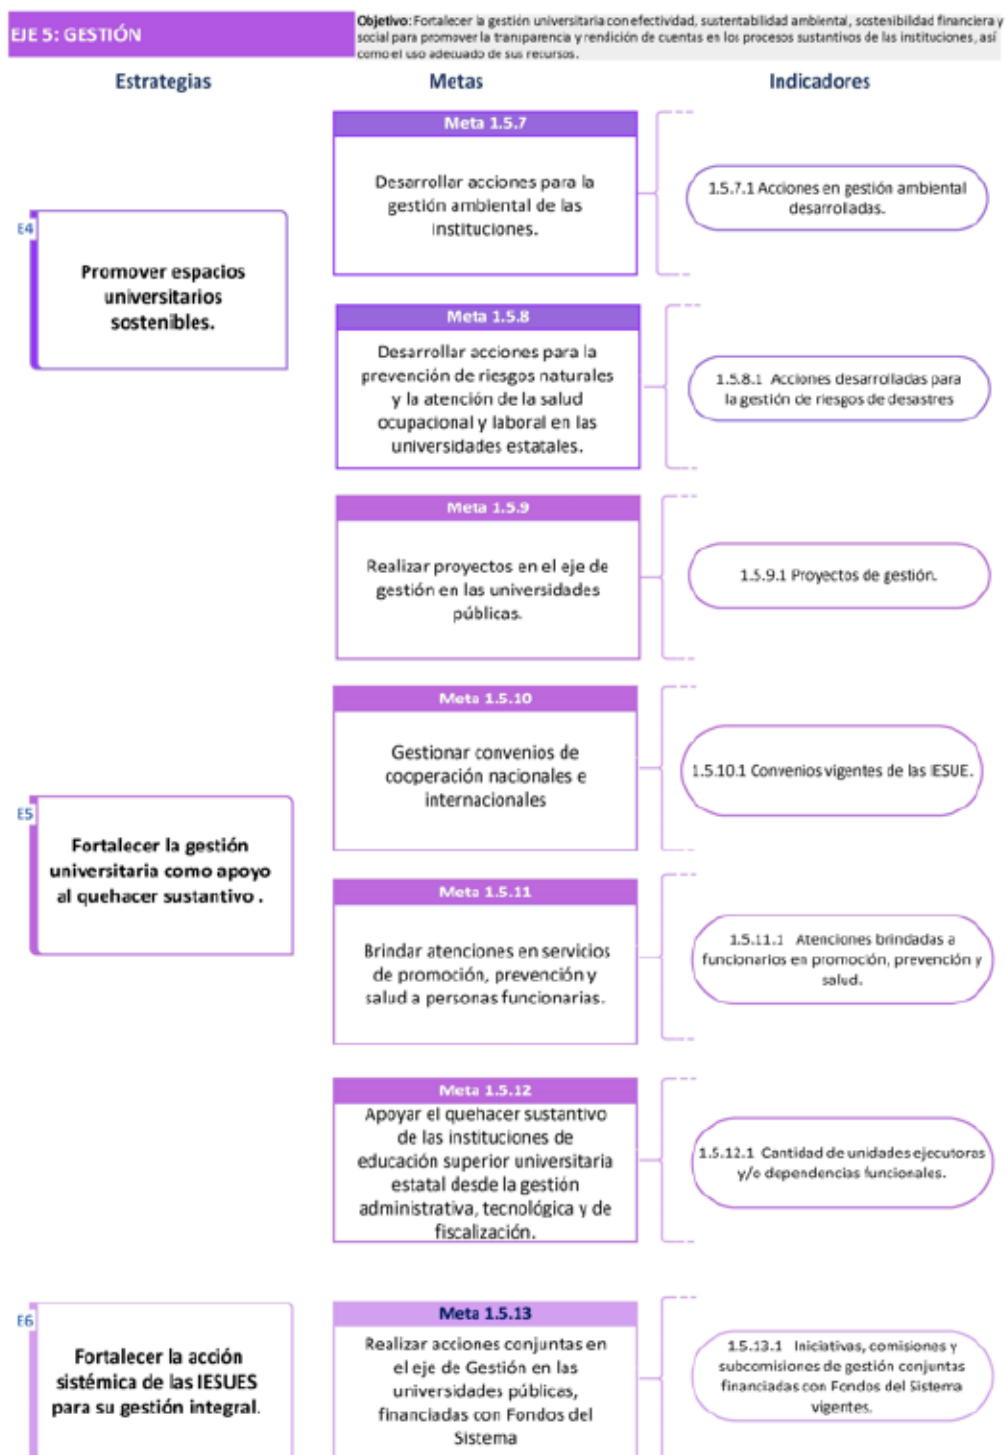 EJE 5: GESTIÓN
Objetivo: Fortalecer la gestión universitaria con efectividad, sustentabilidad ambiental, sostenibilidad financiera y
social para promover la transparencia y rendición de cuentas en los procesos sustantivos de las instituciones, así
como el uso adecuado de sus recursos.
Estrategias
Metas
Indicadores
E4
Promover espacios
universitarios
sostenibles.
Meta 1.5.7
Desarrollar acciones para la
gestión ambiental de las
instituciones.
1.5.7.1 Acciones en gestión ambiental
desarrolladas.
Meta 1.5.8
Desarrollar acciones para la
prevención de riesgos naturales
y la atención de la salud
ocupacional y laboral en las
universidades estatales.
1.5.8.1 Acciones desarrolladas para
la gestión de riesgos de desastres
Meta 1.5.9
Realizar proyectos en el eje de
gestión en las universidades
públicas.
1.5.9.1 Proyectos de gestión.
E5
Fortalecer la gestión
universitaria como apoyo
al quehacer sustantivo .
Meta 1.5.10
Gestionar convenios de
cooperación nacionales e
internacionales
1.5.10.1 Convenios vigentes de las IESUE.
Meta 1.5.11
Brindar atenciones en servicios
de promoción, prevención y
salud a personas funcionarias.
1.5.11.1 Atenciones brindadas a
funcionarios en promoción, prevención y
salud.
Meta 1.5.12
Apoyar el quehacer sustantivo
de las instituciones de
educación superior universitaria
estatal desde la gestión
administrativa, tecnológica y de
fiscalización.
1.5.12.1 Cantidad de unidades ejecutoras
y/o dependencias funcionales.
E6
Fortalecer la acción
sistémica de las IESUES
para su gestión integral.
Meta 1.5.13
Realizar acciones conjuntas en
el eje de Gestión en las
universidades públicas,
financiadas con Fondos del
Sistema
1.5.13.1 Iniciativas, comisiones y
subcomisiones de gestión conjuntas
financiadas con Fondos del Sistema
vigentes.